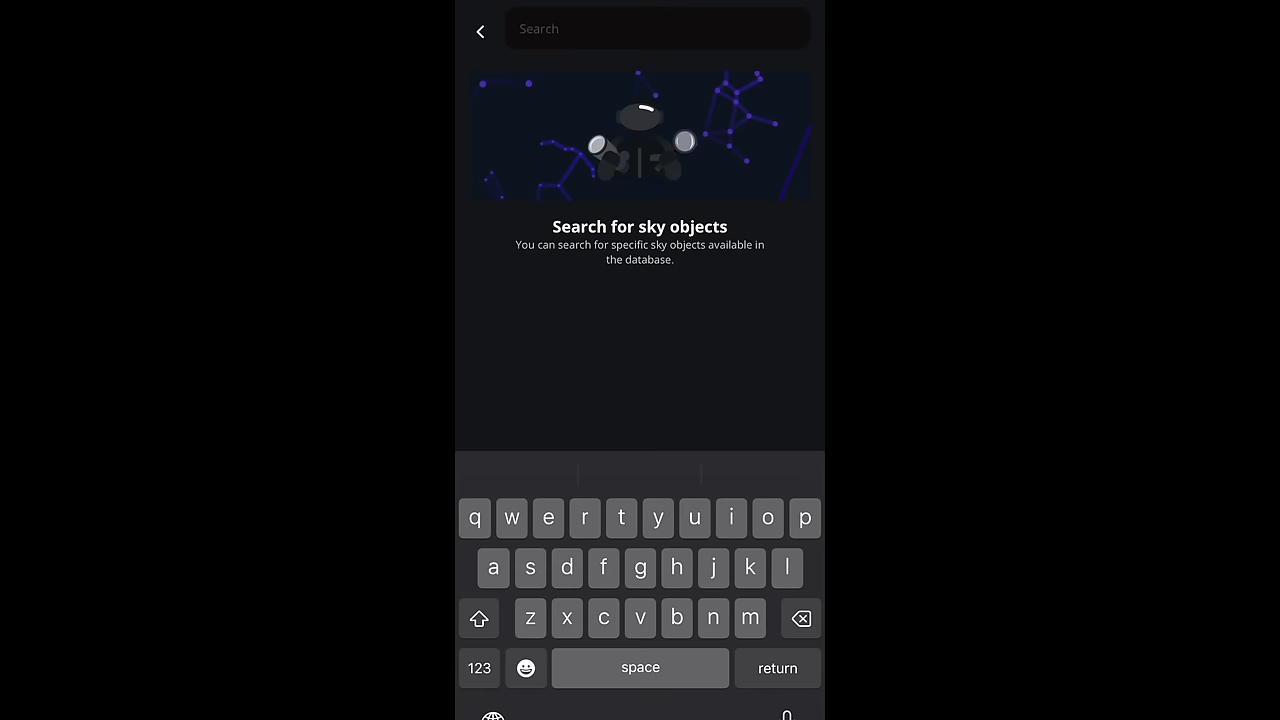 Search
Search for sky objects
You can search for specific sky objects available in
the database.
q w e r t y u i o p
a s d f g h j k l
z x c v b n m
123 space return